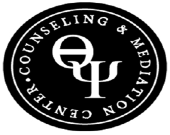 COUNSELING & MEDIATION CENTER •
ΘΨ